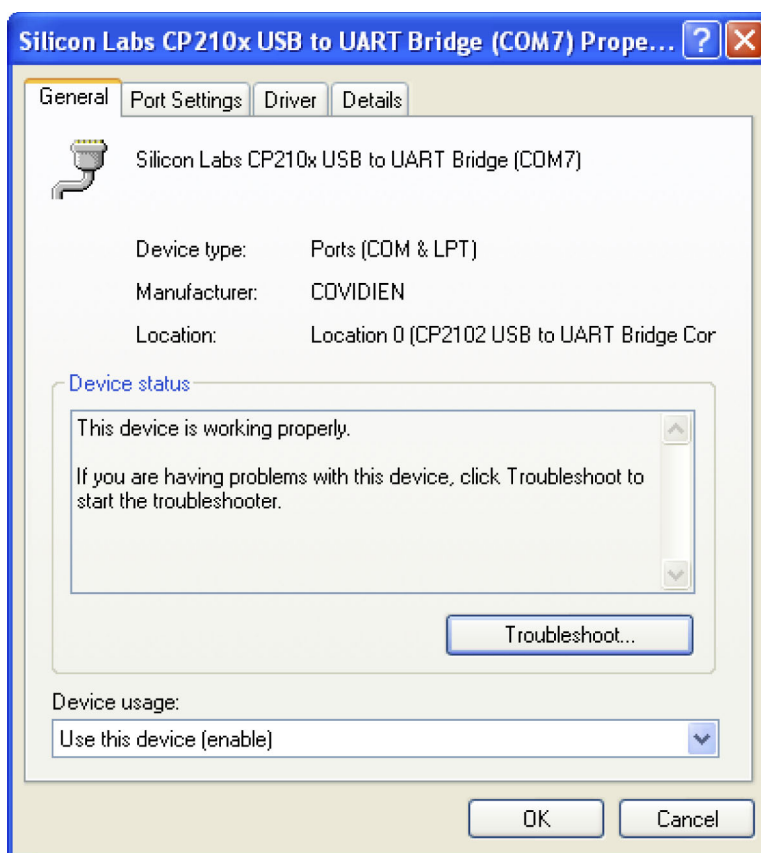 Silicon Labs CP210x USB to UART Bridge (COM7) Prope...
General Port Settings Driver Details
Silicon Labs CP210x USB to UART Bridge (COM7)
Device type: Ports (COM & LPT)
Manufacturer: COVIDIEN
Location: Location 0 (CP2102 USB to UART Bridge Cor
Device status
This device is working properly.
If you are having problems with this device, click Troubleshoot to
start the troubleshooter.
Troubleshoot...
Device usage:
Use this device (enable)
OK Cancel